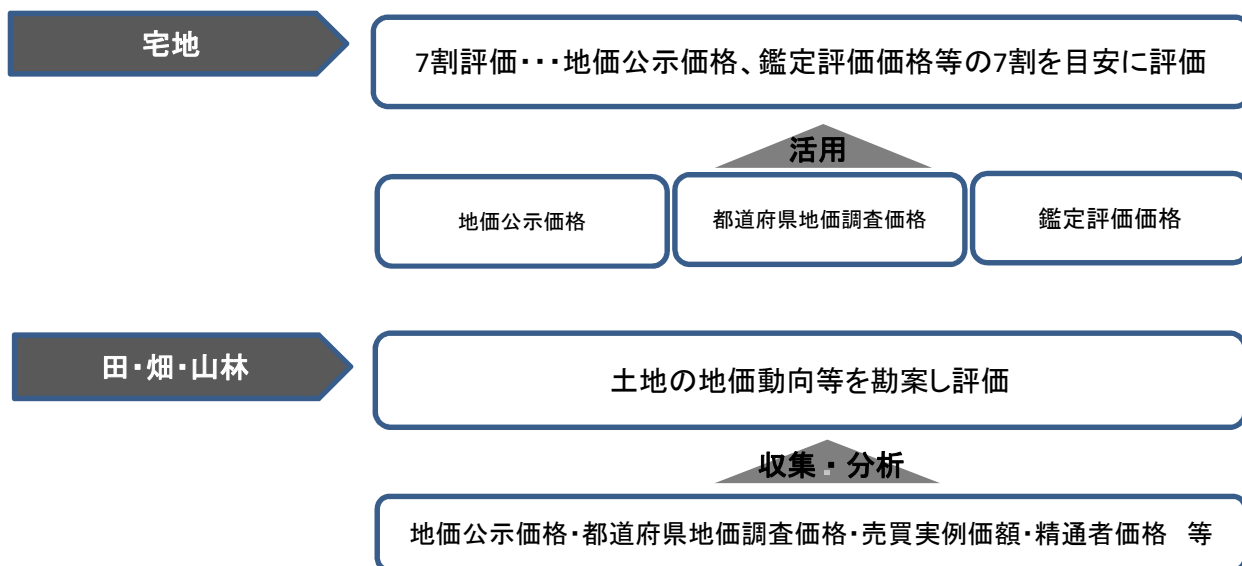 宅地
7割評価・・・地価公示価格、鑑定評価価格等の7割を目安に評価
活用
地価公示価格
都道府県地価調査価格
鑑定評価価格
田・畑・山林
土地の地価動向等を勘案し評価
収集・分析
地価公示価格・都道府県地価調査価格・売買実例価額・精通者価格　等